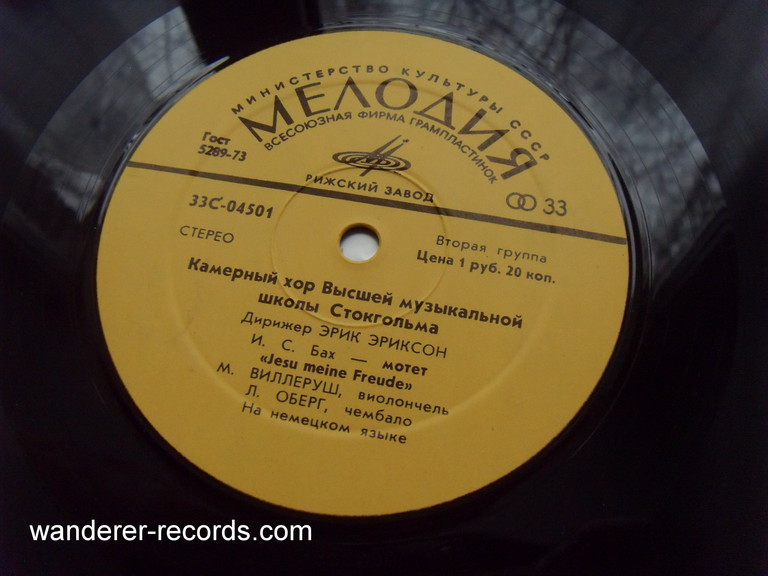 МИНИСТЕРСТВО КУЛЬТУРЫ СССР
МЕЛОДИЯ
ВСЕСОЮЗНАЯ ФИРМА ГРАМПЛАСТИНОК
Гост
5289-73
РИЖСКИЙ ЗАВОД
33
33С-04501
СТЕРЕО
Вторая группа
Цена 1 руб. 20 коп.
Камерный хор Высшей музыкальной
школы Стокгольма
Дирижер ЭРИК ЭРИКСОН
И. С. Бах — мотет
«Jesu meine Freude»
М. ВИЛЛЕРУШ, виолончель
Л. ОБЕРГ, чембало
На немецком языке
wanderer-records.com